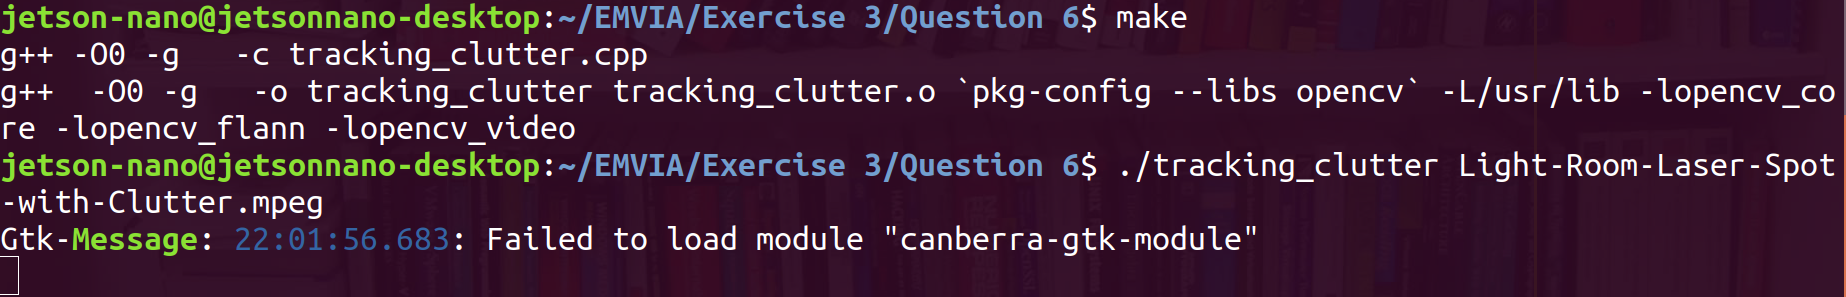 jetson-nano@jetsonnano-desktop:~/EMVIA/Exercise 3/Question 6$ make
g++ -O0 -g   -c tracking_clutter.cpp
g++  -O0 -g   -o tracking_clutter tracking_clutter.o `pkg-config --libs opencv` -L/usr/lib -lopencv_co
re -lopencv_flann -lopencv_video
jetson-nano@jetsonnano-desktop:~/EMVIA/Exercise 3/Question 6$ ./tracking_clutter Light-Room-Laser-Spot
-with-Clutter.mpeg
Gtk-Message: 22:01:56.683: Failed to load module "canberra-gtk-module"